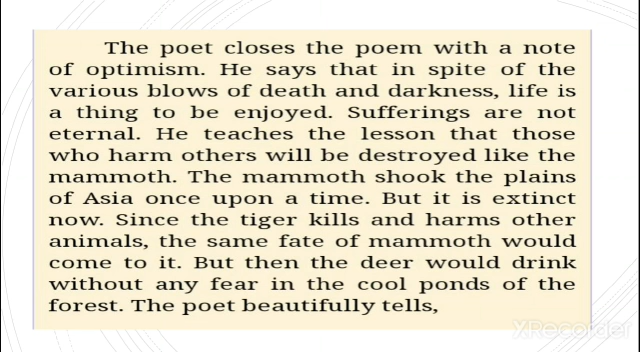 The poet closes the poem with a note
of optimism. He says that in spite of the
various blows of death and darkness, life is
a thing to be enjoyed. Sufferings are not
eternal. He teaches the lesson that those
who harm others will be destroyed like the
mammoth. The mammoth shook the plains
of Asia once upon a time. But it is extinct
now. Since the tiger kills and harms other
animals, the same fate of mammoth would
come to it. But then the deer would drink
without any fear in the cool ponds of the
forest. The poet beautifully tells,
XRecorder